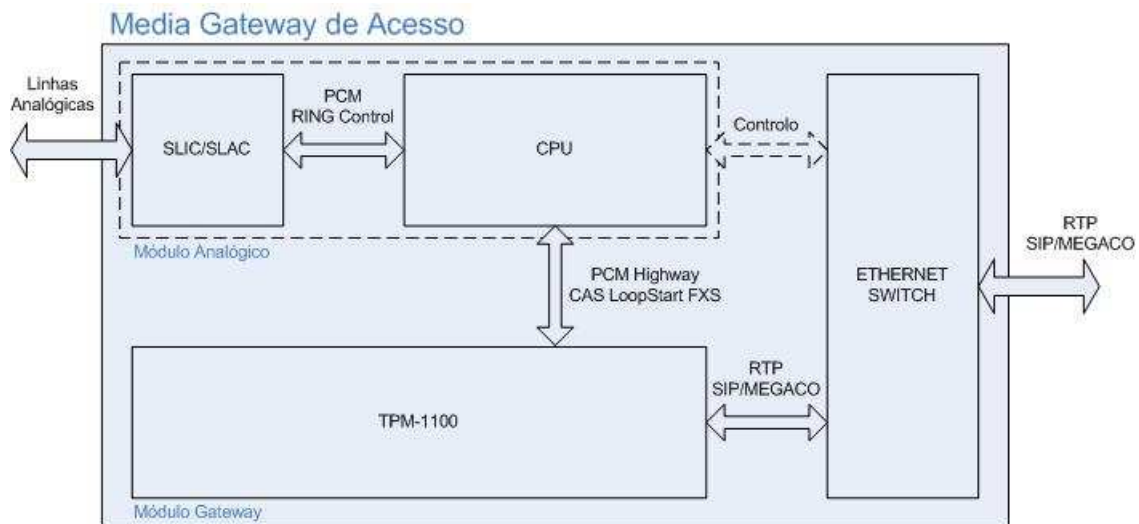 Media Gateway de Acesso
Linhas
Analógicas
SLIC/SLAC
PCM
RING Control
CPU
Controlo
Módulo Analógico
PCM Highway
CAS LoopStart FXS
ETHERNET
SWITCH
RTP
SIP/MEGACO
RTP
SIP/MEGACO
TPM-1100
Módulo Gateway